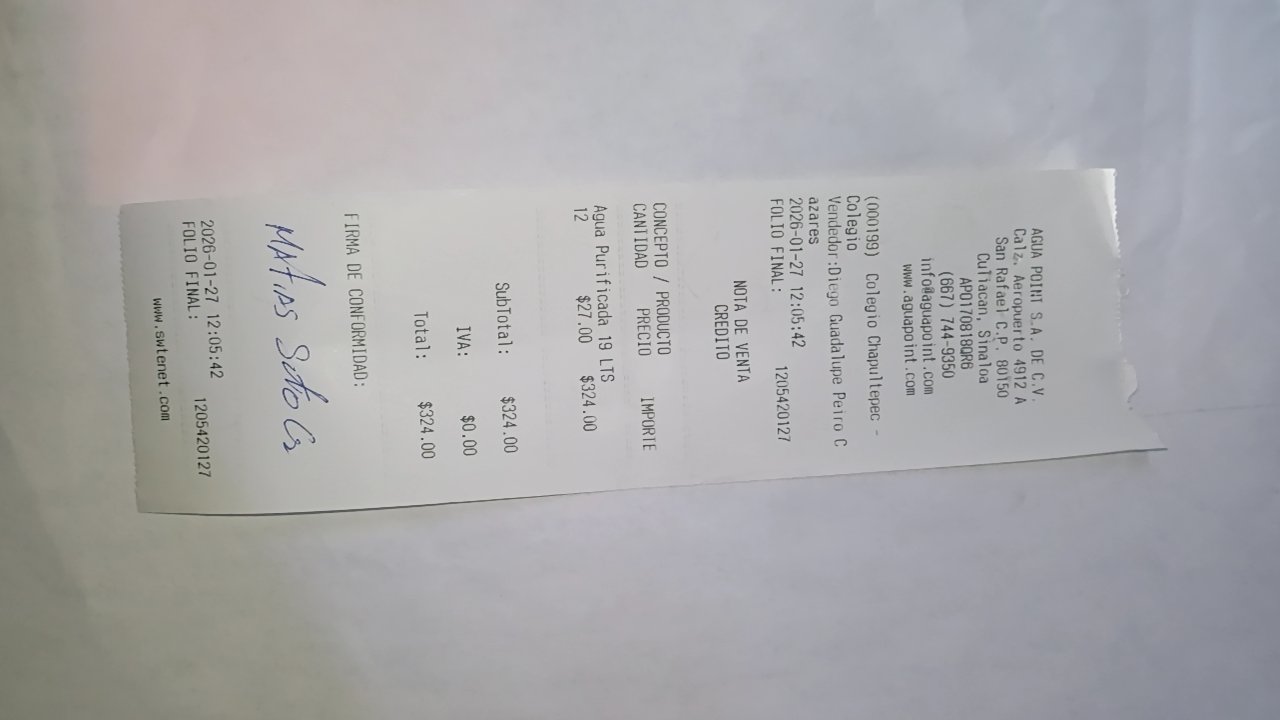 AGUA POINT S.A. DE C.V.
Calz. Aeropuerto 4912 A
San Rafael C.P. 80150
Culiacan, Sinaloa
APO170818QR6
(667) 744-9350
info@aguapoint.com
www.aguapoint.com
(000199) Colegio Chapultepec -
Colegio
Vendedor:Diego Guadalupe Peiro C
azares
2026-01-27 12:05:42
FOLIO FINAL: 1205420127
NOTA DE VENTA
CREDITO
CONCEPTO / PRODUCTO
CANTIDAD PRECIO IMPORTE
Agua Purificada 19 LTS
12 $27.00 $324.00
SubTotal: $324.00
IVA: $0.00
Total: $324.00
FIRMA DE CONFORMIDAD:
MATIAS Soto
2026-01-27 12:05:42
FOLIO FINAL: 1205420127
www.swtenet.com